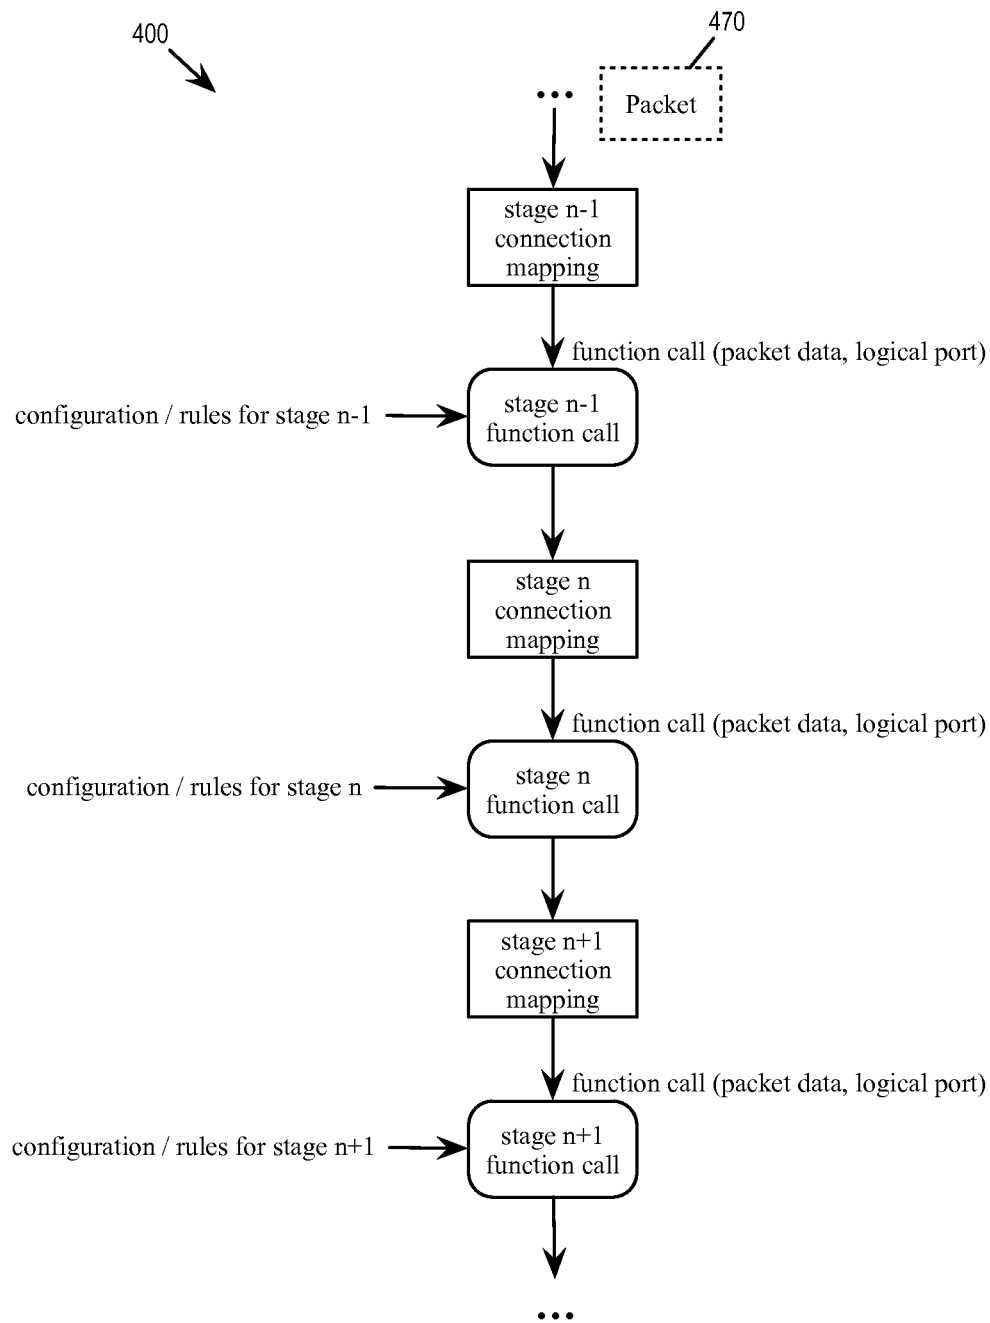 400
470
...
Packet
stage n-1
connection
mapping
function call (packet data, logical port)
configuration / rules for stage n-1
stage n-1
function call
stage n
connection
mapping
function call (packet data, logical port)
configuration / rules for stage n
stage n
function call
stage n+1
connection
mapping
function call (packet data, logical port)
configuration / rules for stage n+1
stage n+1
function call
...